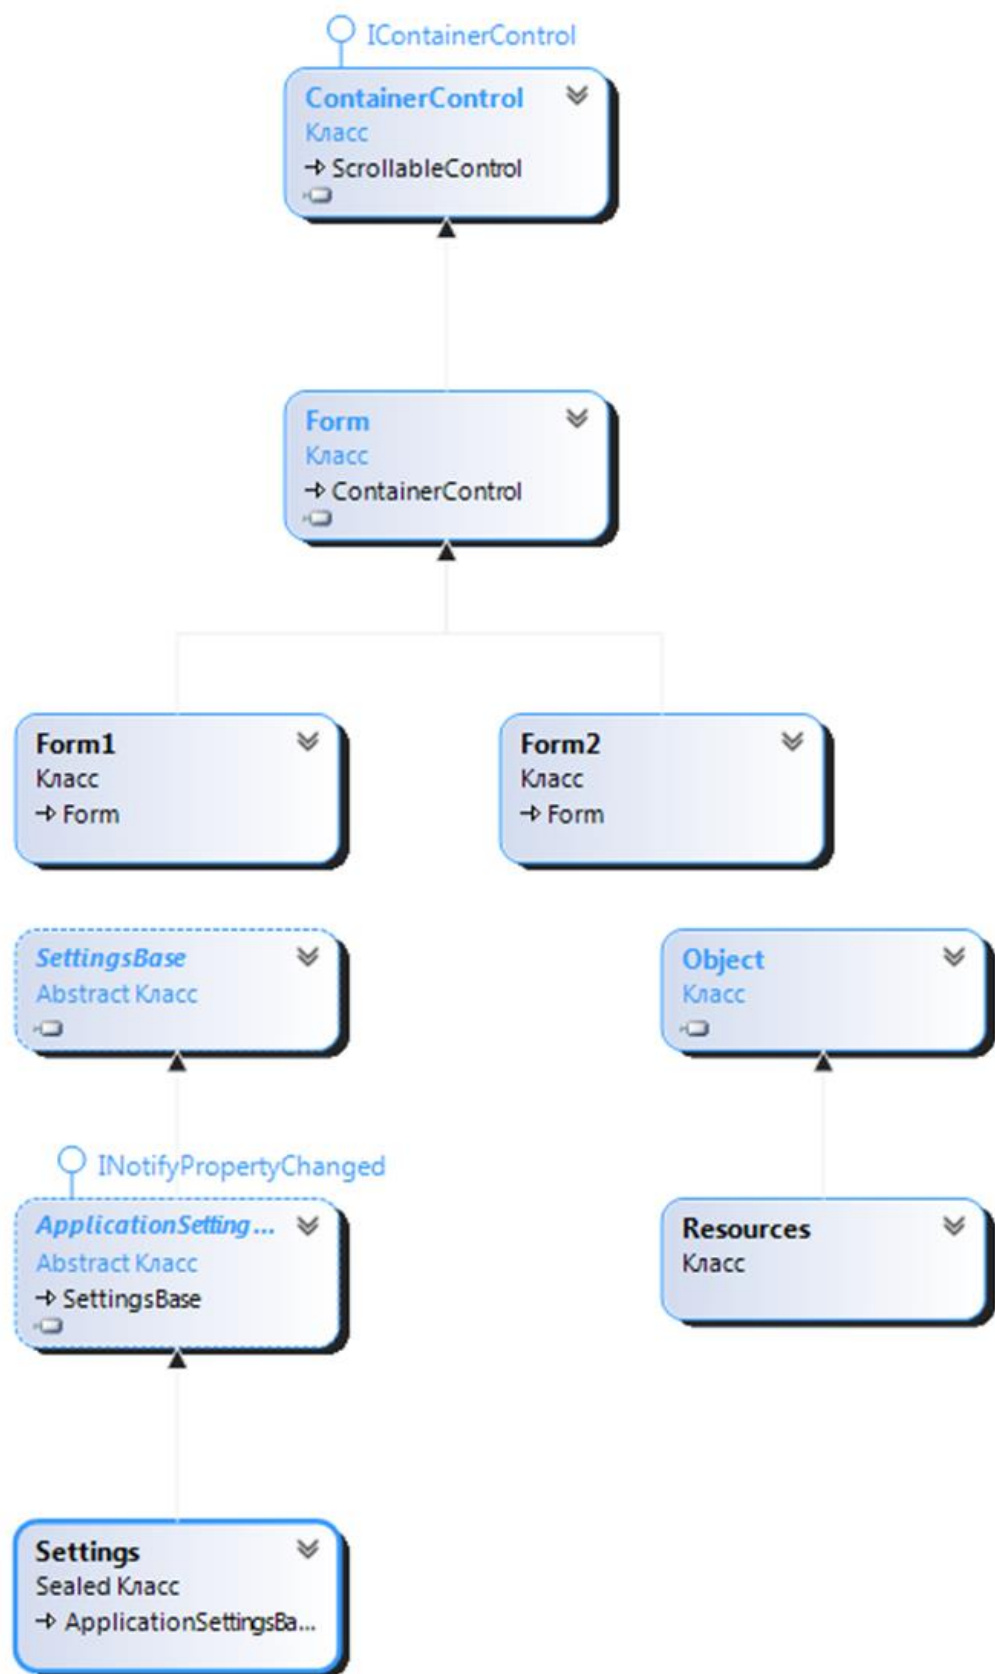 IContainerControl
ContainerControl
Класс
ScrollableControl
Form
Класс
ContainerControl
Form1
Класс
Form
Form2
Класс
Form
SettingsBase
Abstract Класс
Object
Класс
INotifyPropertyChanged
ApplicationSetting...
Abstract Класс
SettingsBase
Resources
Класс
Settings
Sealed Класс
ApplicationSettingsBa...